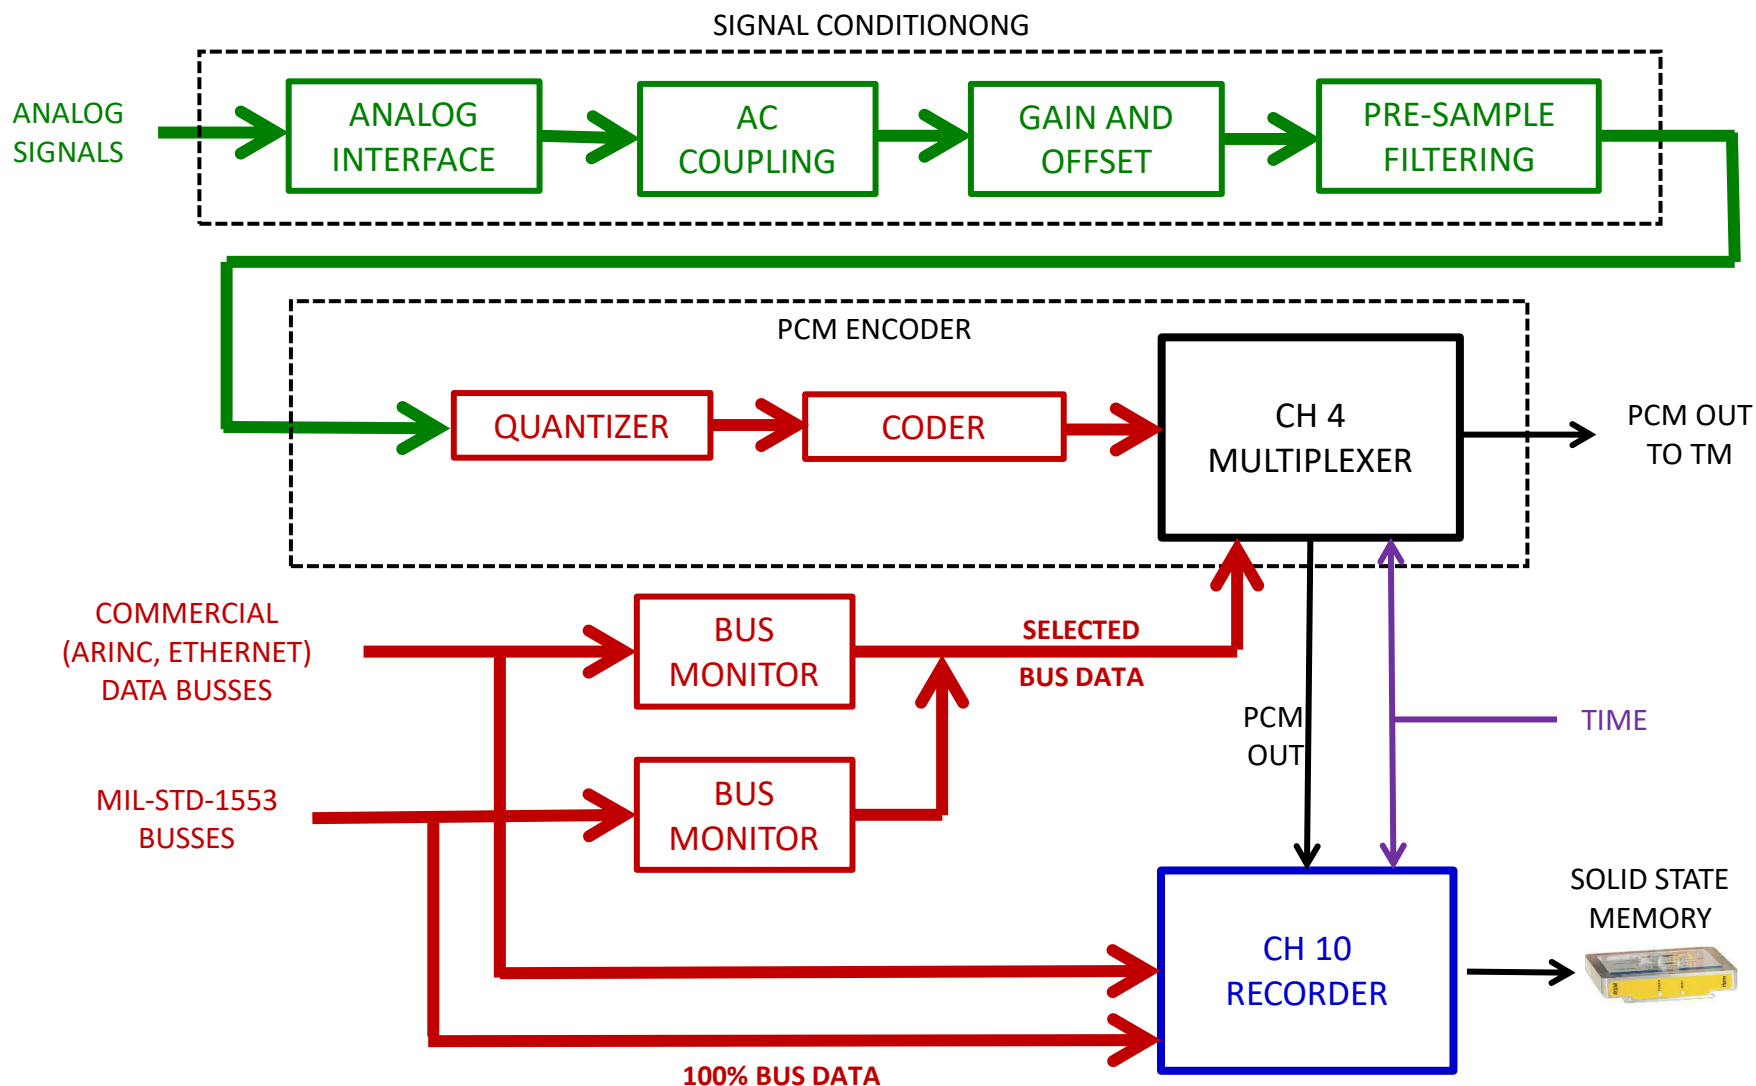 SIGNAL CONDITIONONG
ANALOG
SIGNALS
ANALOG
INTERFACE
AC
COUPLING
GAIN AND
OFFSET
PRE-SAMPLE
FILTERING
PCM ENCODER
QUANTIZER
CODER
CH 4
MULTIPLEXER
PCM OUT
TO TM
COMMERCIAL
(ARINC, ETHERNET)
DATA BUSSES
BUS
MONITOR
SELECTED
BUS DATA
PCM
OUT
TIME
MIL-STD-1553
BUSSES
BUS
MONITOR
CH 10
RECORDER
SOLID STATE
MEMORY
100% BUS DATA